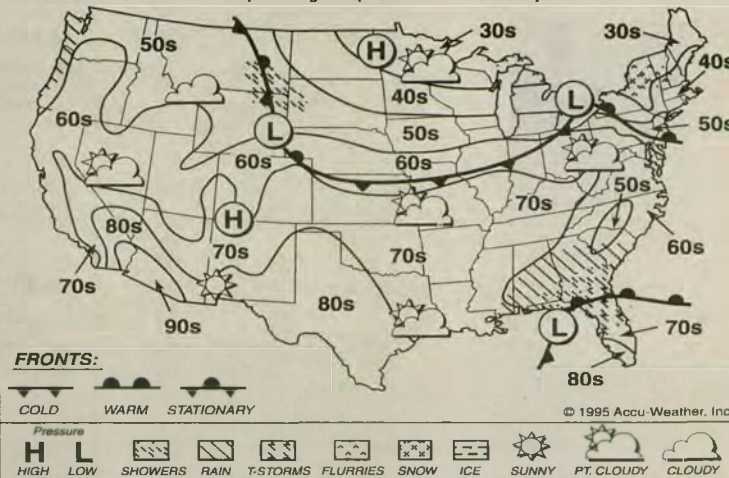 30s
30s
50s
H
40s
40s
L
50s
50s
60s
L
60s
60s
50s
70s
80s
H
70s
70s
60s
70s
80s
90s
L
70s
80s
FRONTS:
COLD WARM STATIONARY
© 1995 Accu-Weather, Inc
Pressure
H L
HIGH LOW SHOWERS RAIN T-STORMS FLURRIES SNOW ICE SUNNY PT. CLOUDY CLOUDY